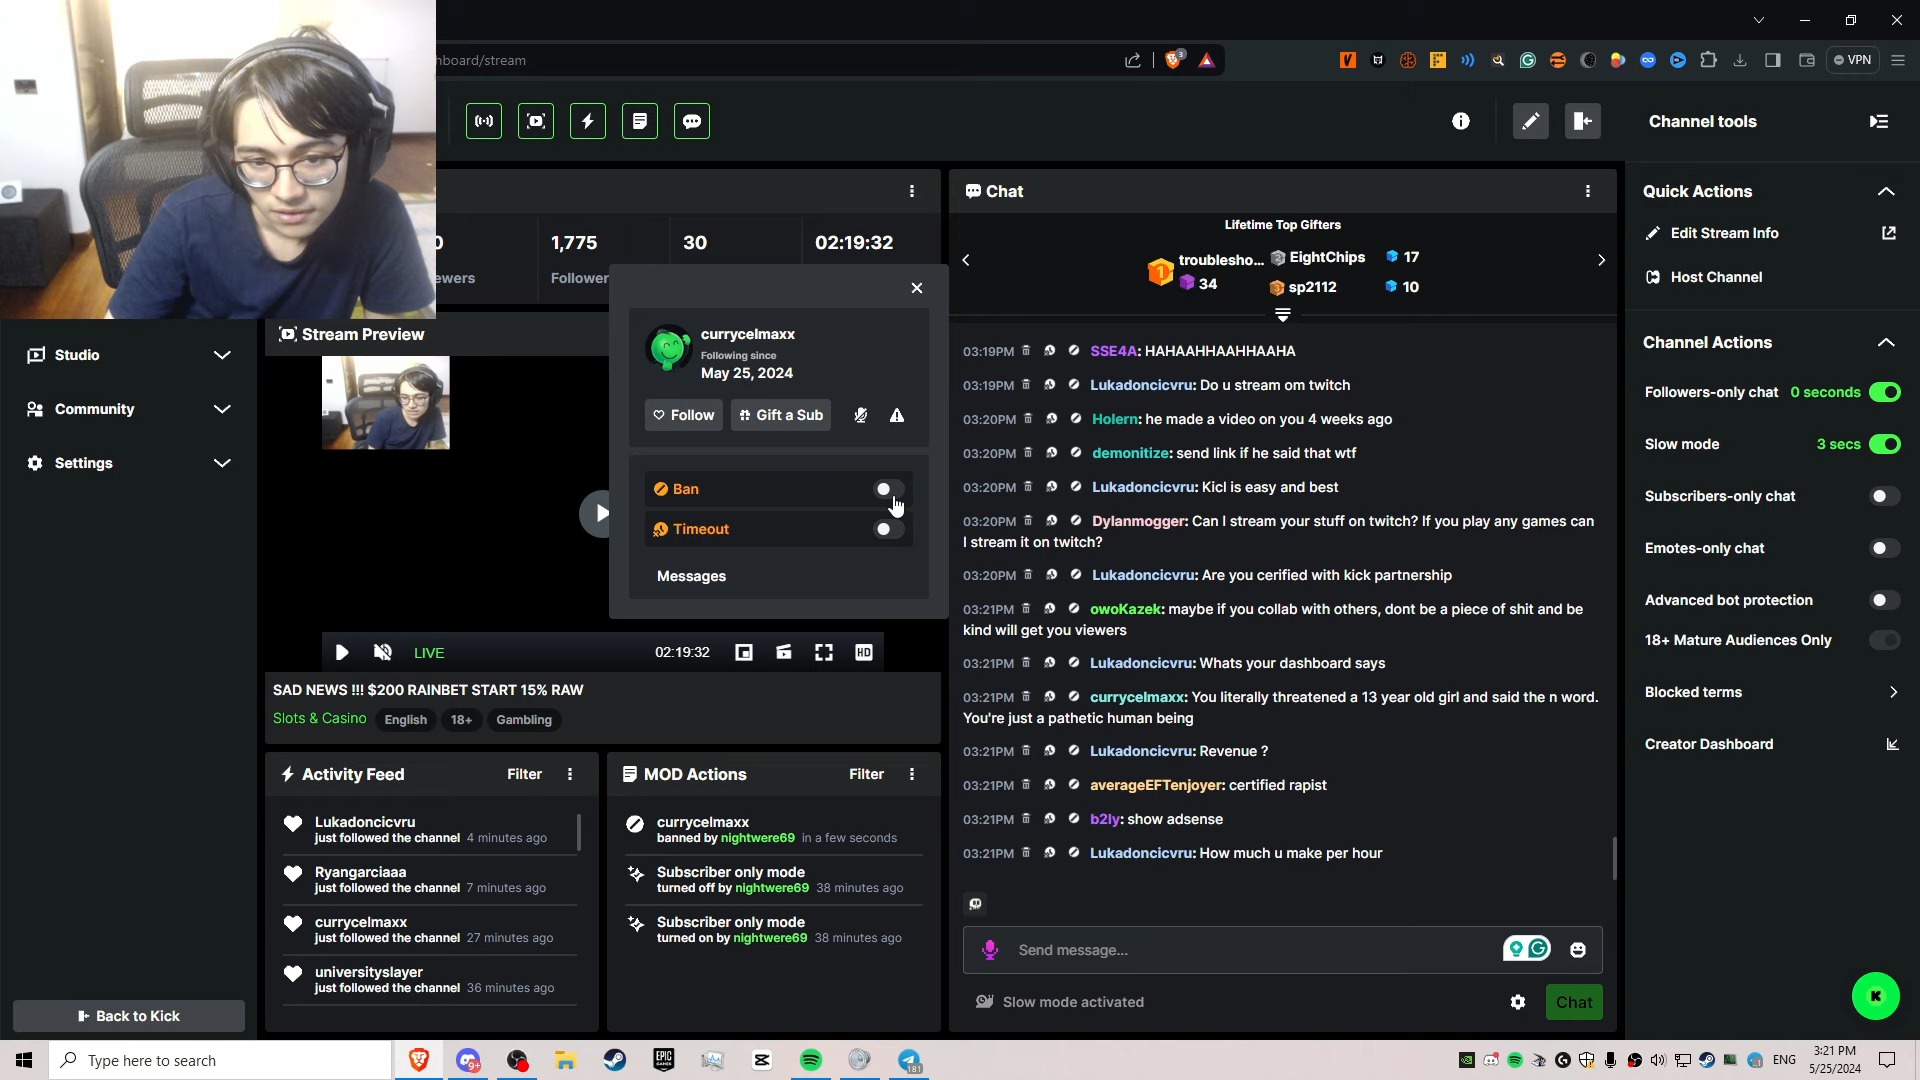 hboard/stream
3
VPN
Channel tools
0
1,775
30
02:19:32
ewers
Follower
Chat
Lifetime Top Gifters
1
troublesho...
34
2
EightChips
17
3
sp2112
10
Quick Actions
Edit Stream Info
Host Channel
Channel Actions
Followers-only chat 0 seconds
Slow mode 3 secs
Subscribers-only chat
Emotes-only chat
Advanced bot protection
18+ Mature Audiences Only
Blocked terms
Creator Dashboard
Studio
Community
Settings
Back to Kick
Stream Preview
LIVE
02:19:32
HD
SAD NEWS !!! $200 RAINBET START 15% RAW
Slots & Casino English 18+ Gambling
currycelmaxx
Following since
May 25, 2024
Follow
Gift a Sub
Ban
Timeout
Messages
03:19PM SSE4A: HAHAAHHAAHHAAHA
03:19PM Lukadoncicvru: Do u stream om twitch
03:20PM Holern: he made a video on you 4 weeks ago
03:20PM demonitize: send link if he said that wtf
03:20PM Lukadoncicvru: Kicl is easy and best
03:20PM Dylanmogger: Can I stream your stuff on twitch? If you play any games can
I stream it on twitch?
03:20PM Lukadoncicvru: Are you cerified with kick partnership
03:21PM owoKazek: maybe if you collab with others, dont be a piece of shit and be
kind will get you viewers
03:21PM Lukadoncicvru: Whats your dashboard says
03:21PM currycelmaxx: You literally threatened a 13 year old girl and said the n word.
You're just a pathetic human being
03:21PM Lukadoncicvru: Revenue ?
03:21PM averageEFTenjoyer: certified rapist
03:21PM b2ly: show adsense
03:21PM Lukadoncicvru: How much u make per hour
Send message...
Slow mode activated
Chat
Activity Feed Filter
Lukadoncicvru
just followed the channel 4 minutes ago
Ryangarciaaa
just followed the channel 7 minutes ago
currycelmaxx
just followed the channel 27 minutes ago
universityslayer
just followed the channel 36 minutes ago
MOD Actions Filter
currycelmaxx
banned by nightwere69 in a few seconds
Subscriber only mode
turned off by nightwere69 38 minutes ago
Subscriber only mode
turned on by nightwere69 38 minutes ago
K
Type here to search
9+
EPIC
GAMES
181
ENG
3:21 PM
5/25/2024